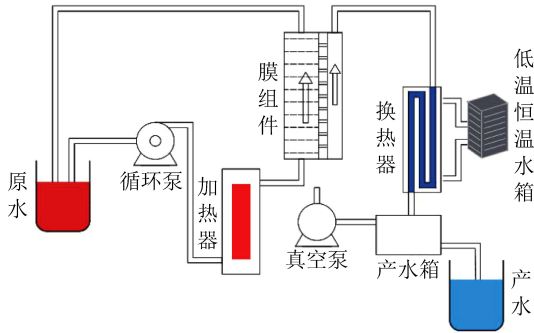 膜组件
换热器
低温恒温水箱
原水
循环泵
加热器
真空泵
产水箱
产水